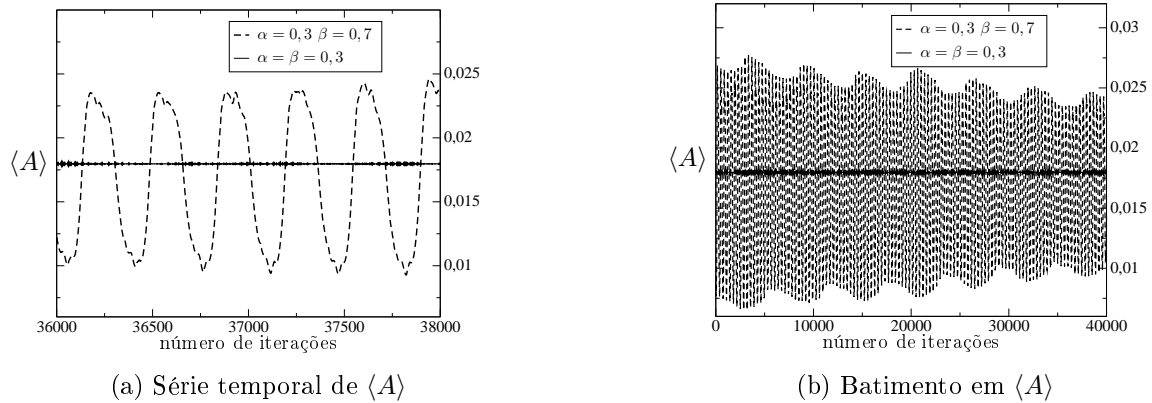 α = 0, 3 β = 0, 7
α = β = 0, 3
⟨A⟩
0,025
0,02
0,015
0,01
36000 36500 37000 37500 38000
número de iterações
(a) Série temporal de ⟨A⟩
α = 0, 3 β = 0, 7
α = β = 0, 3
⟨A⟩
0,03
0,025
0,02
0,015
0,01
0 10000 20000 30000 40000
número de iterações
(b) Batimento em ⟨A⟩